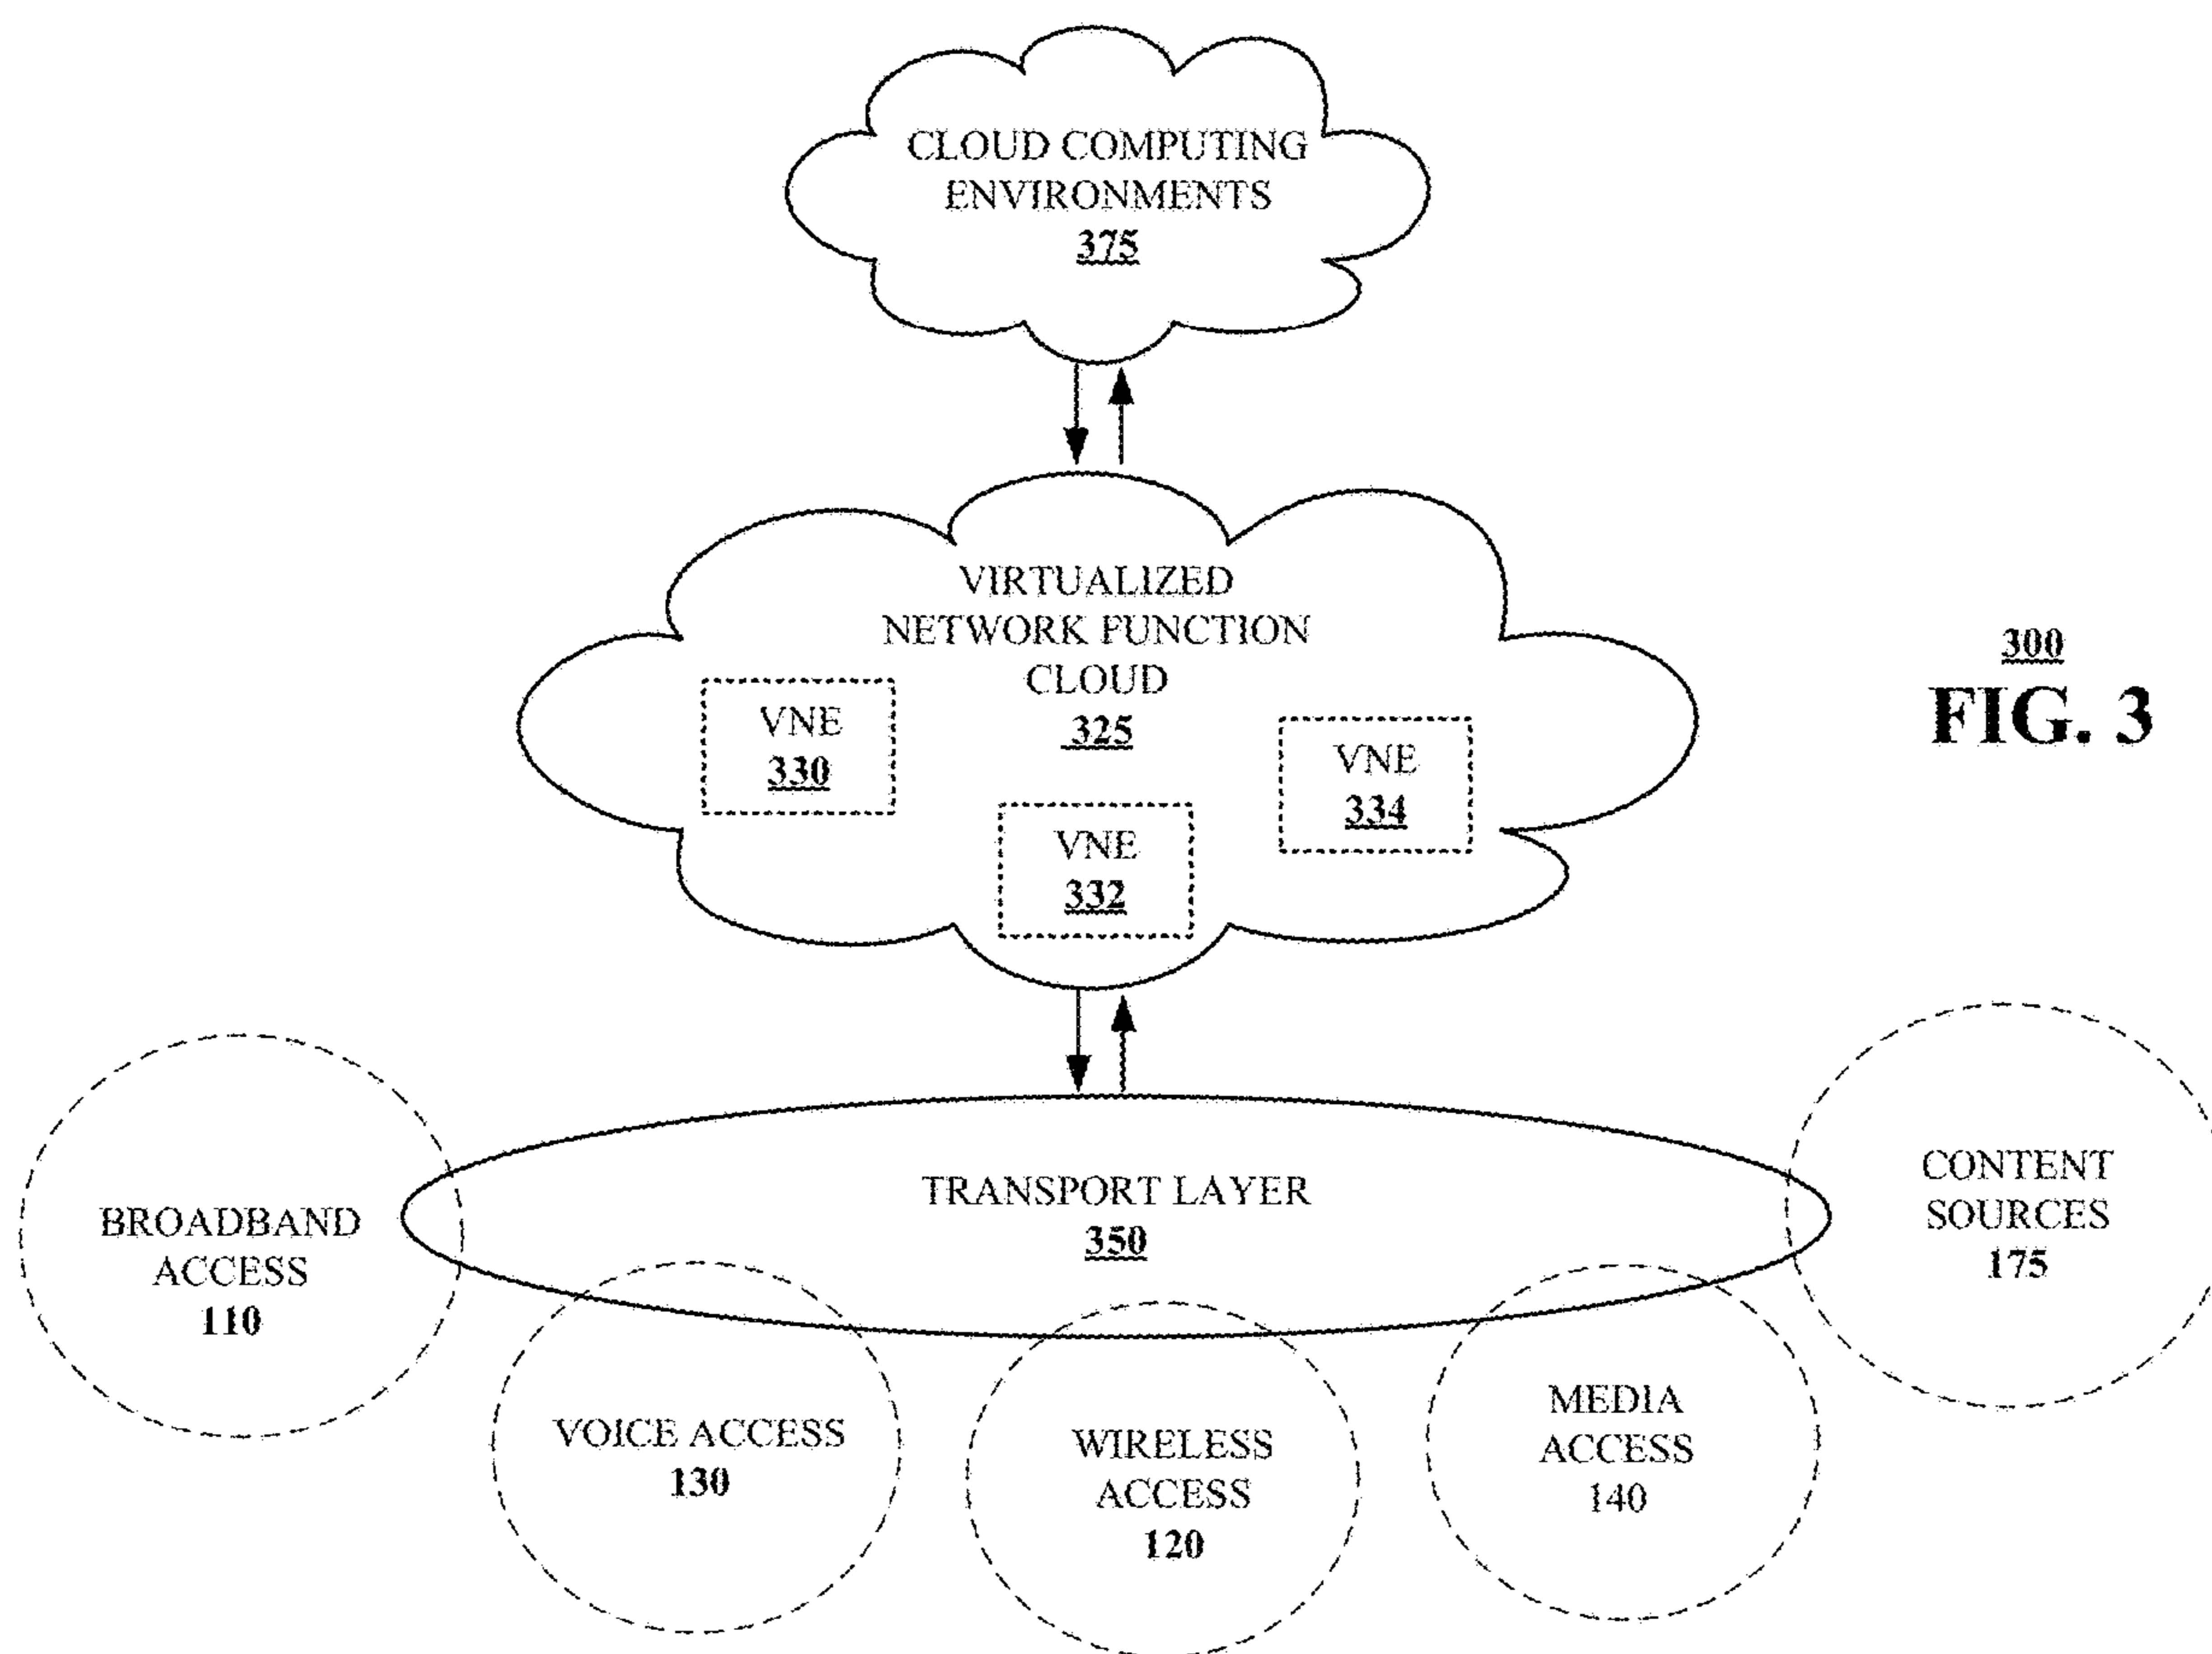 CLOUD COMPUTING
ENVIRONMENTS
375
VIRTUALIZED
NETWORK FUNCTION
CLOUD
325
VNE
330
VNE
332
VNE
334
300
FIG. 3
TRANSPORT LAYER
350
BROADBAND
ACCESS
110
VOICE ACCESS
130
WIRELESS
ACCESS
120
MEDIA
ACCESS
140
CONTENT
SOURCES
175